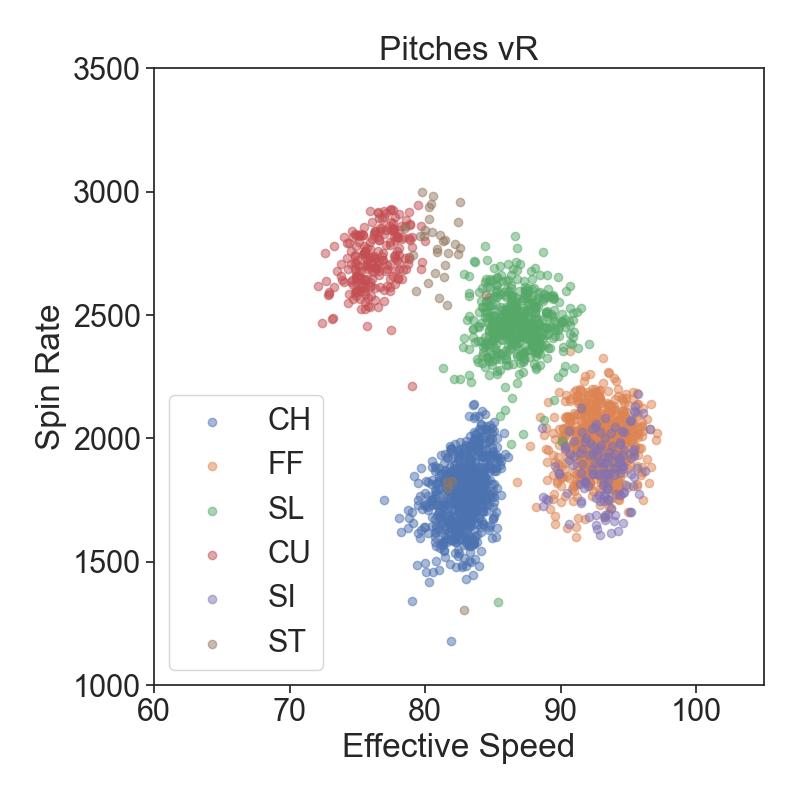 Pitches vR
3500
3000
2500
2000
1500
1000
Spin Rate
CH
FF
SL
CU
SI
ST
60 70 80 90 100
Effective Speed